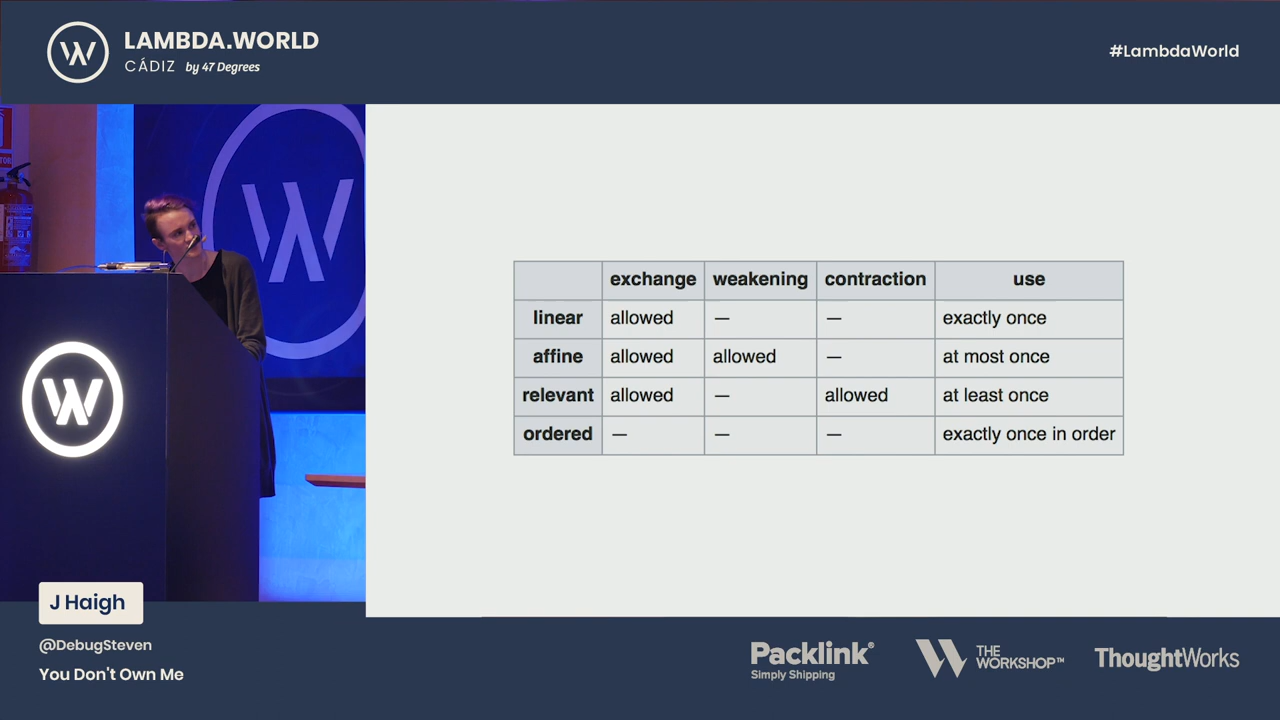 LAMBDA.WORLD
CÁDIZ by 47 Degrees
#LambdaWorld
exchange weakening contraction use
linear allowed — — exactly once
affine allowed allowed — at most once
relevant allowed — allowed at least once
ordered — — — exactly once in order
J Haigh
@DebugSteven
You Don't Own Me
Packlink®
Simply Shipping
THE
WORKSHOP™
ThoughtWorks